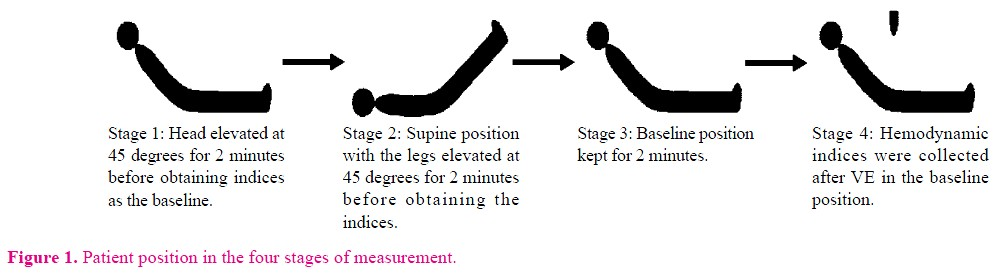 Stage 1: Head elevated at
45 degrees for 2 minutes
before obtaining indices
as the baseline.
Stage 2: Supine position
with the legs elevated at
45 degrees for 2 minutes
before obtaining the
indices.
Stage 3: Baseline position
kept for 2 minutes.
Stage 4: Hemodynamic
indices were collected
after VE in the baseline
position.
Figure 1. Patient position in the four stages of measurement.